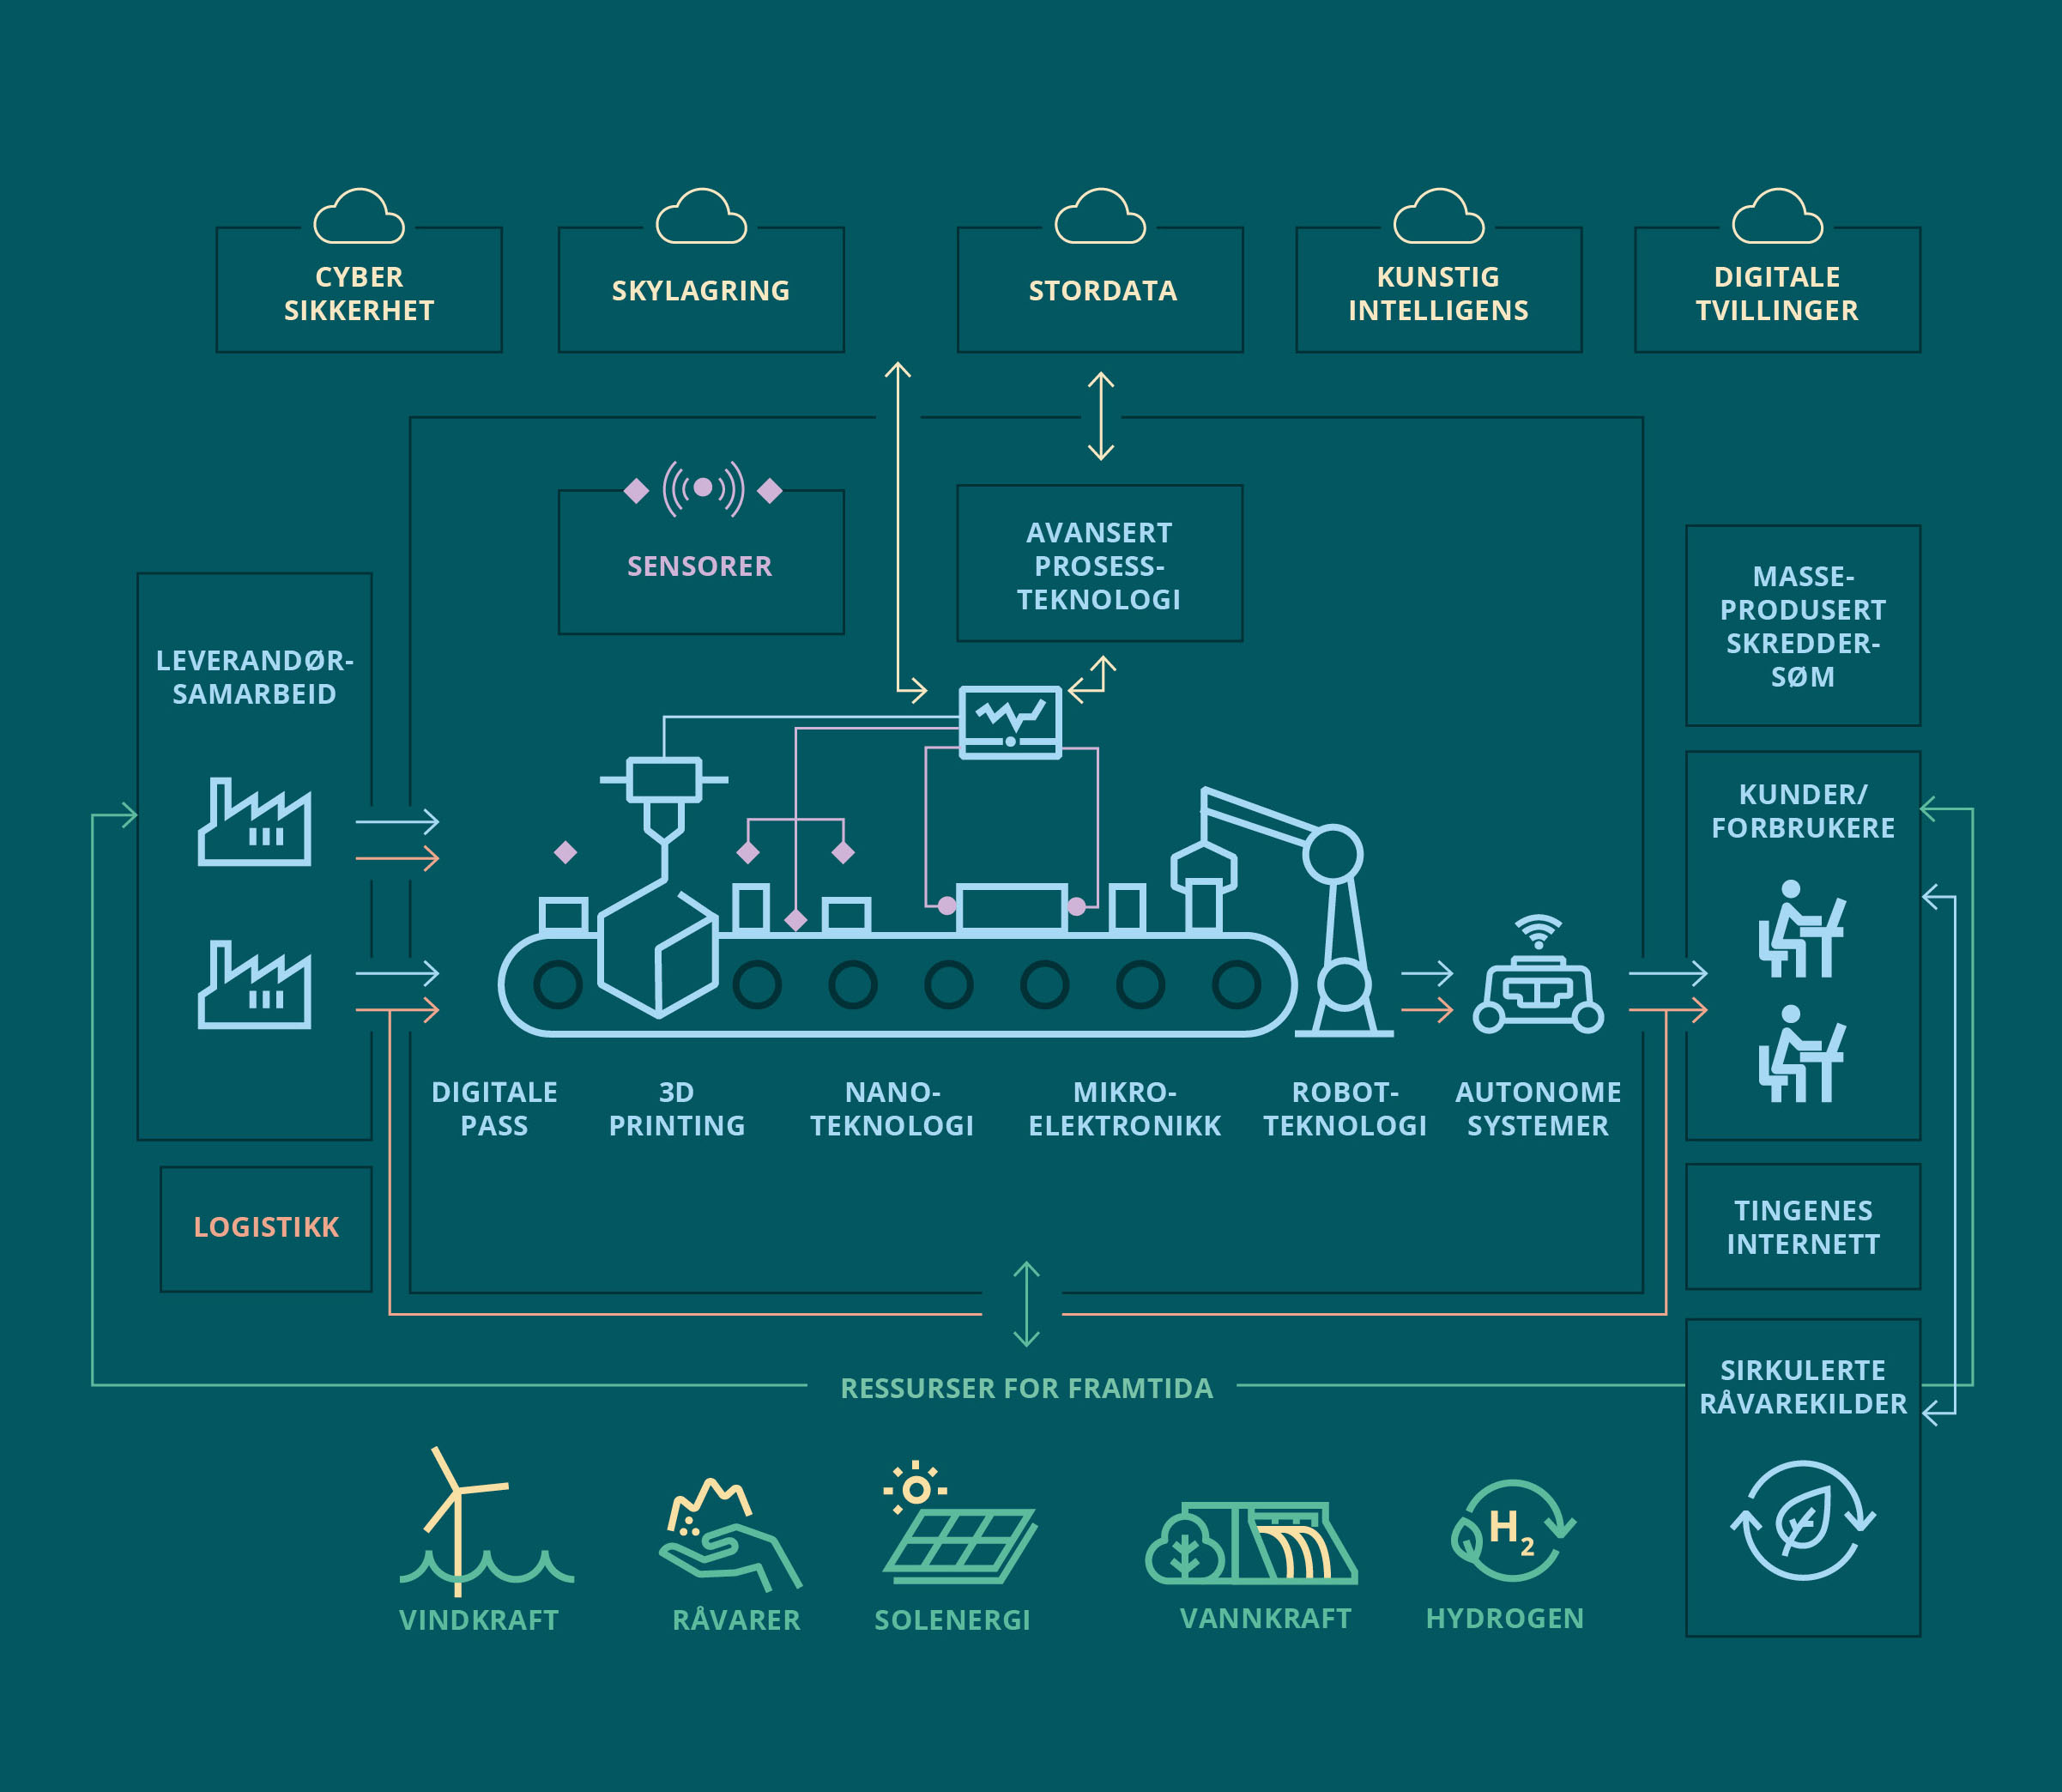 CYBER
SIKKERHET
SKYLAGRING
STORDATA
KUNSTIG
INTELLIGENS
DIGITALE
TVILLINGER
SENSORER
AVANSERT
PROSESS-
TEKNOLOGI
MASSE-
PRODUSERT
SKREDDER-
SØM
LEVERANDØR-
SAMARBEID
KUNDER/
FORBRUKERE
DIGITALE
PASS
3D
PRINTING
NANO-
TEKNOLOGI
MIKRO-
ELEKTRONIKK
ROBOT-
TEKNOLOGI
AUTONOME
SYSTEMER
LOGISTIKK
TINGENES
INTERNETT
RESSURSER FOR FRAMTIDA
SIRKULERTE
RÅVAREKILDER
H2
VINDKRAFT
RÅVARER
SOLENERGI
VANNKRAFT
HYDROGEN